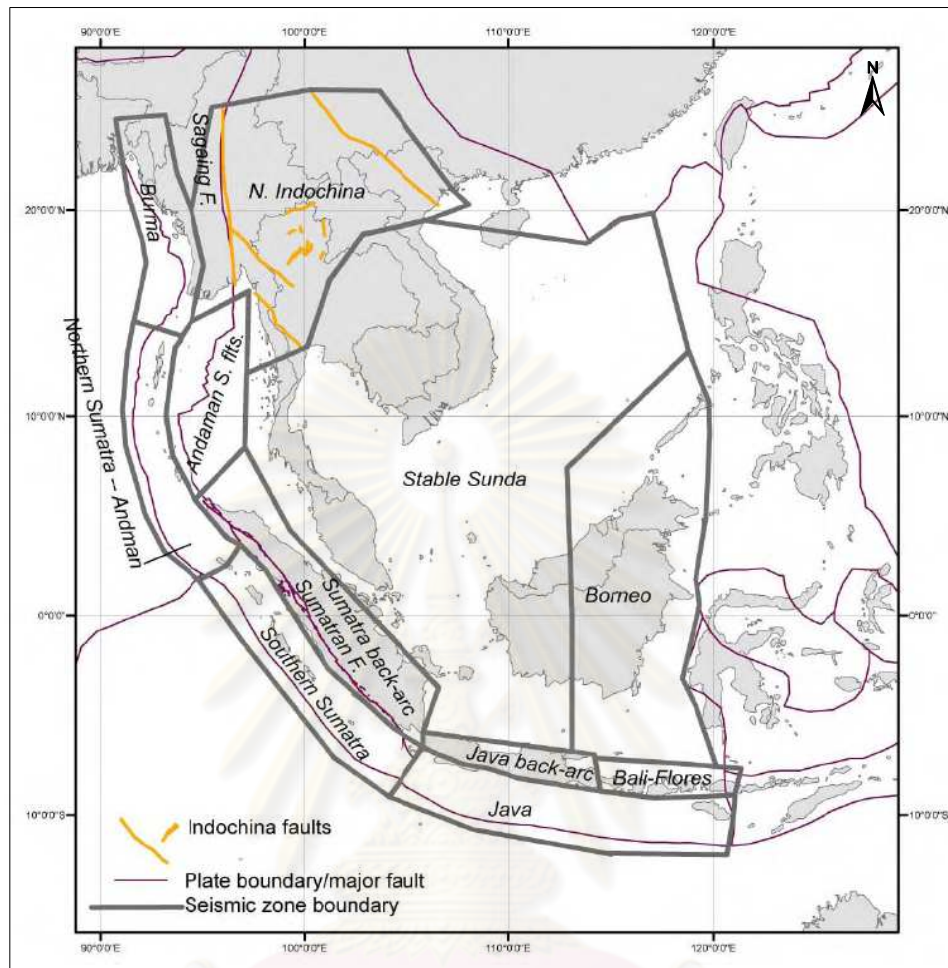 90°0'0"E 100°0'0"E 110°0'0"E 120°0'0"E
N
Sagaing F.
Burma
N. Indochina
20°0'0"N 20°0'0"N
Northern Sumatra -- Andman
Andaman S. flts.
10°0'0"N 10°0'0"N
Stable Sunda
Sumatra back-arc
Sumatran F.
Borneo
0°0'0" 0°0'0"
Southern Sumatra
Java back-arc
Bali-Flores
Java
10°0'0"S 10°0'0"S
Indochina faults
Plate boundary/major fault
Seismic zone boundary
90°0'0"E 100°0'0"E 110°0'0"E 120°0'0"E